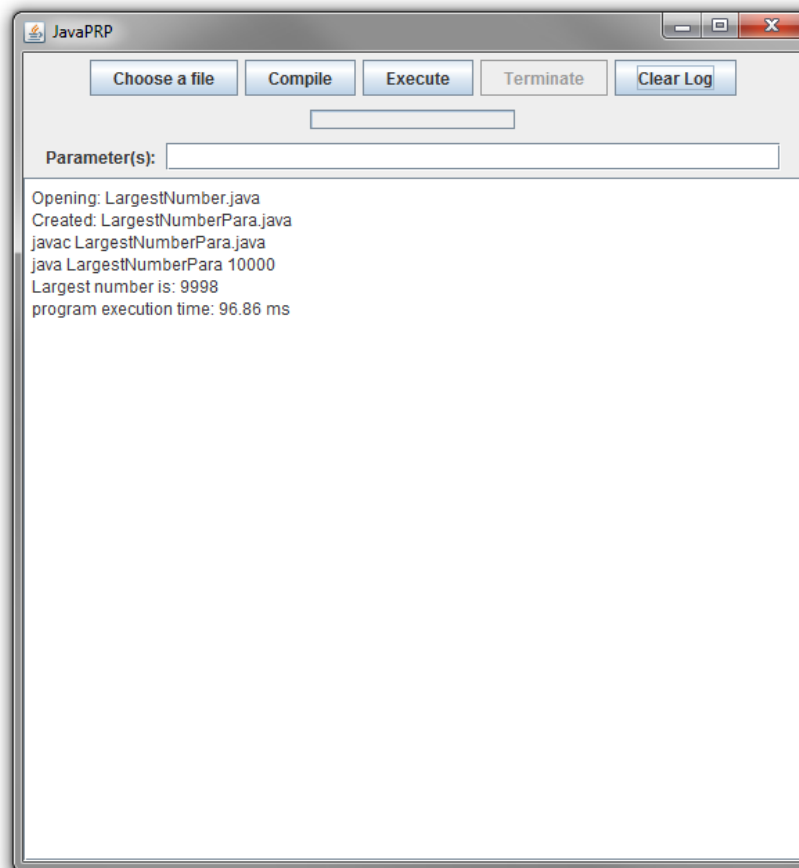 JavaPRP
Choose a file Compile Execute Terminate Clear Log
Parameter(s):
Opening: LargestNumber.java
Created: LargestNumberPara.java
javac LargestNumberPara.java
java LargestNumberPara 10000
Largest number is: 9998
program execution time: 96.86 ms